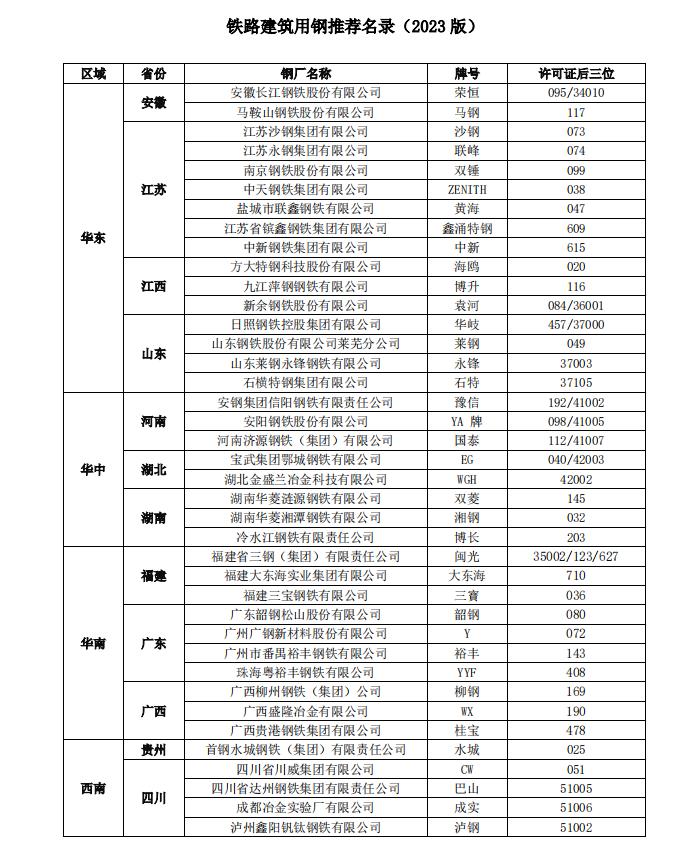 铁路建筑用钢推荐名录（2023 版）
区域 省份 钢厂名称 牌号 许可证后三位
华东 安徽 安徽长江钢铁股份有限公司 荣恒 095/34010
马鞍山钢铁股份有限公司 马钢 117
江苏 江苏沙钢集团有限公司 沙钢 073
江苏永钢集团有限公司 联峰 074
南京钢铁股份有限公司 双锤 099
中天钢铁集团有限公司 ZENITH 038
盐城市联鑫钢铁有限公司 黄海 047
江苏省镔鑫钢铁集团有限公司 鑫涌特钢 609
中新钢铁集团有限公司 中新 615
江西 方大特钢科技股份有限公司 海鸥 020
九江萍钢钢铁有限公司 博升 116
新余钢铁股份有限公司 袁河 084/36001
山东 日照钢铁控股集团有限公司 华岐 457/37000
山东钢铁股份有限公司莱芜分公司 莱钢 049
山东莱钢永锋钢铁有限公司 永锋 37003
石横特钢集团有限公司 石特 37105
华中 河南 安钢集团信阳钢铁有限责任公司 豫信 192/41002
安阳钢铁股份有限公司 YA 牌 098/41005
河南济源钢铁（集团）有限公司 国泰 112/41007
湖北 宝武集团鄂城钢铁有限公司 EG 040/42003
湖北金盛兰冶金科技有限公司 WGH 42002
湖南 湖南华菱涟源钢铁有限公司 双菱 145
湖南华菱湘潭钢铁有限公司 湘钢 032
冷水江钢铁有限责任公司 博长 203
华南 福建 福建省三钢（集团）有限责任公司 闽光 35002/123/627
福建大东海实业集团有限公司 大东海 710
福建三宝钢铁有限公司 三寶 036
广东 广东韶钢松山股份有限公司 韶钢 080
广州广钢新材料股份有限公司 Y 072
广州市番禺裕丰钢铁有限公司 裕丰 143
珠海粤裕丰钢铁有限公司 YYF 408
广西 广西柳州钢铁（集团）公司 柳钢 169
广西盛隆冶金有限公司 WX 190
广西贵港钢铁集团有限公司 桂宝 478
西南 贵州 首钢水城钢铁（集团）有限责任公司 水城 025
四川 四川省川威集团有限公司 CW 051
四川省达州钢铁集团有限责任公司 巴山 51005
成都冶金实验厂有限公司 成实 51006
泸州鑫阳钒钛钢铁有限公司 泸钢 51002